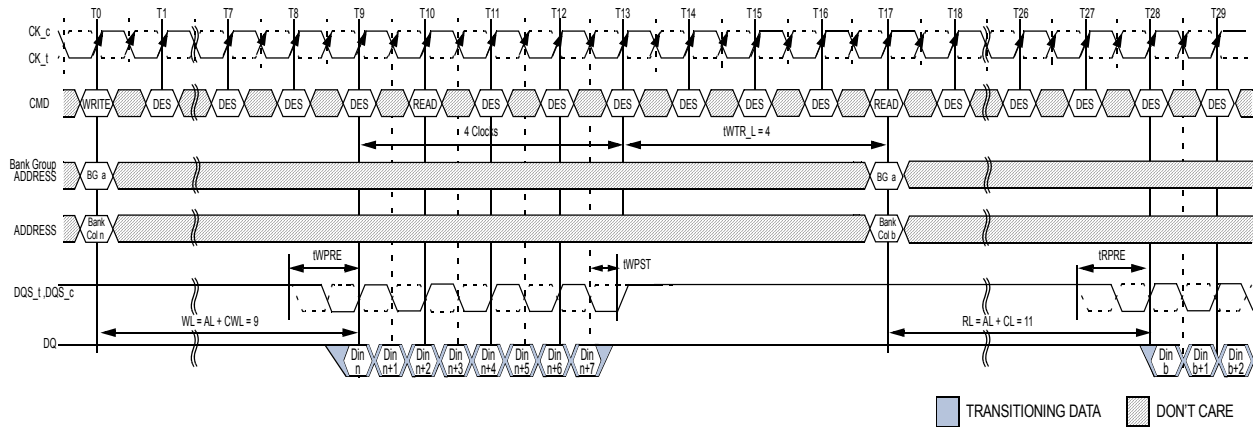 T0 T1 T7 T8 T9 T10 T11 T12 T13 T14 T15 T16 T17 T18 T26 T27 T28 T29
CK_c
CK_t
CMD WRITE DES DES DES DES READ DES DES DES DES DES DES READ DES DES DES DES DES
4 Clocks tWTR_L = 4
Bank Group
ADDRESS BG a BG a
ADDRESS Bank Col n Bank Col b
tWPRE tWPST tRPRE
DQS_t ,DQS_c
WL = AL + CWL = 9 RL = AL + CL = 11
DQ
Din n Din n+1 Din n+2 Din n+3 Din n+4 Din n+5 Din n+6 Din n+7 Din b Din b+1 Din b+2
TRANSITIONING DATA DON'T CARE